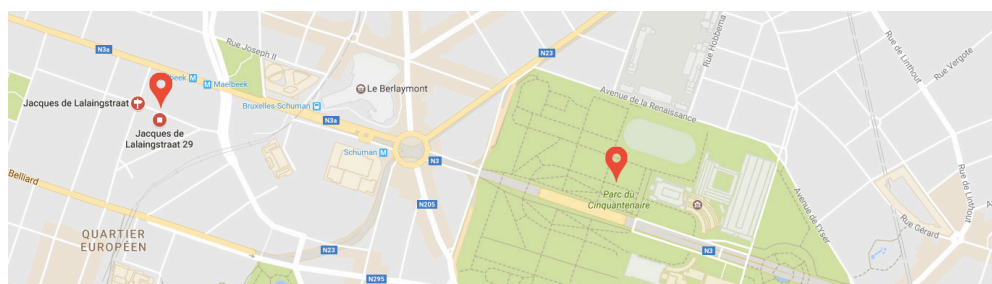 N3a
Rue Joseph II
N23
Rue Hobbema
Rue de Linthout
Rue Vergote
beek M
M Maelbeek
Jacques de Lalaingstraat
Le Berlaymont
Bruxelles-Schuman
Avenue de la Renaissance
N3a
Jacques de
Lalaingstraat 29
Schuman M
N3
Belliard
Parc du
Cinquantenaire
Avenue de l'Yser
Rue de Linthout
N205
Rue Gérard
QUARTIER
EUROPÉEN
N23
N3
N295